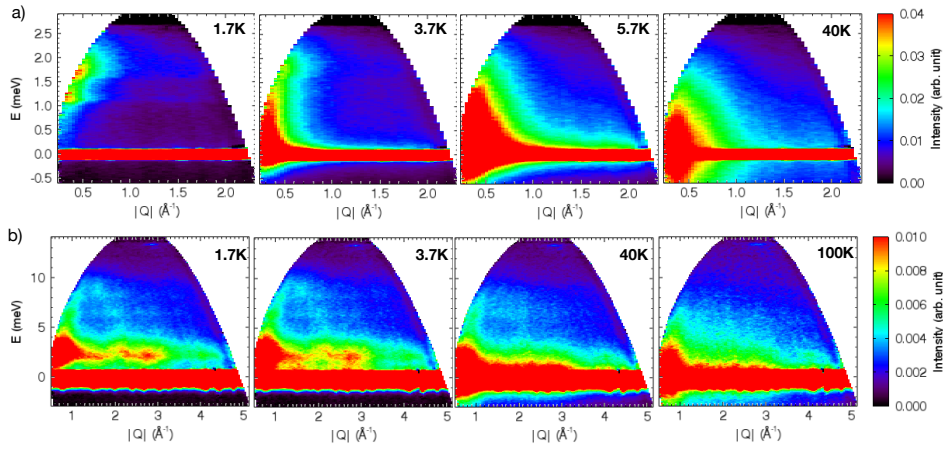 a) 1.7K 3.7K 5.7K 40K
2.5
2.0
1.5
1.0
0.5
0.0
-0.5
E (meV)
0.5 1.0 1.5 2.0 0.5 1.0 1.5 2.0 0.5 1.0 1.5 2.0 0.5 1.0 1.5 2.0
|Q| (Å⁻¹) |Q| (Å⁻¹) |Q| (Å⁻¹) |Q| (Å⁻¹)
0.04
0.03
0.02
0.01
0.00
Intensity (arb. unit)
b) 1.7K 3.7K 40K 100K
10
5
0
E (meV)
1 2 3 4 5 1 2 3 4 5 1 2 3 4 5 1 2 3 4 5
|Q| (Å⁻¹) |Q| (Å⁻¹) |Q| (Å⁻¹) |Q| (Å⁻¹)
0.010
0.008
0.006
0.004
0.002
0.000
Intensity (arb. unit)